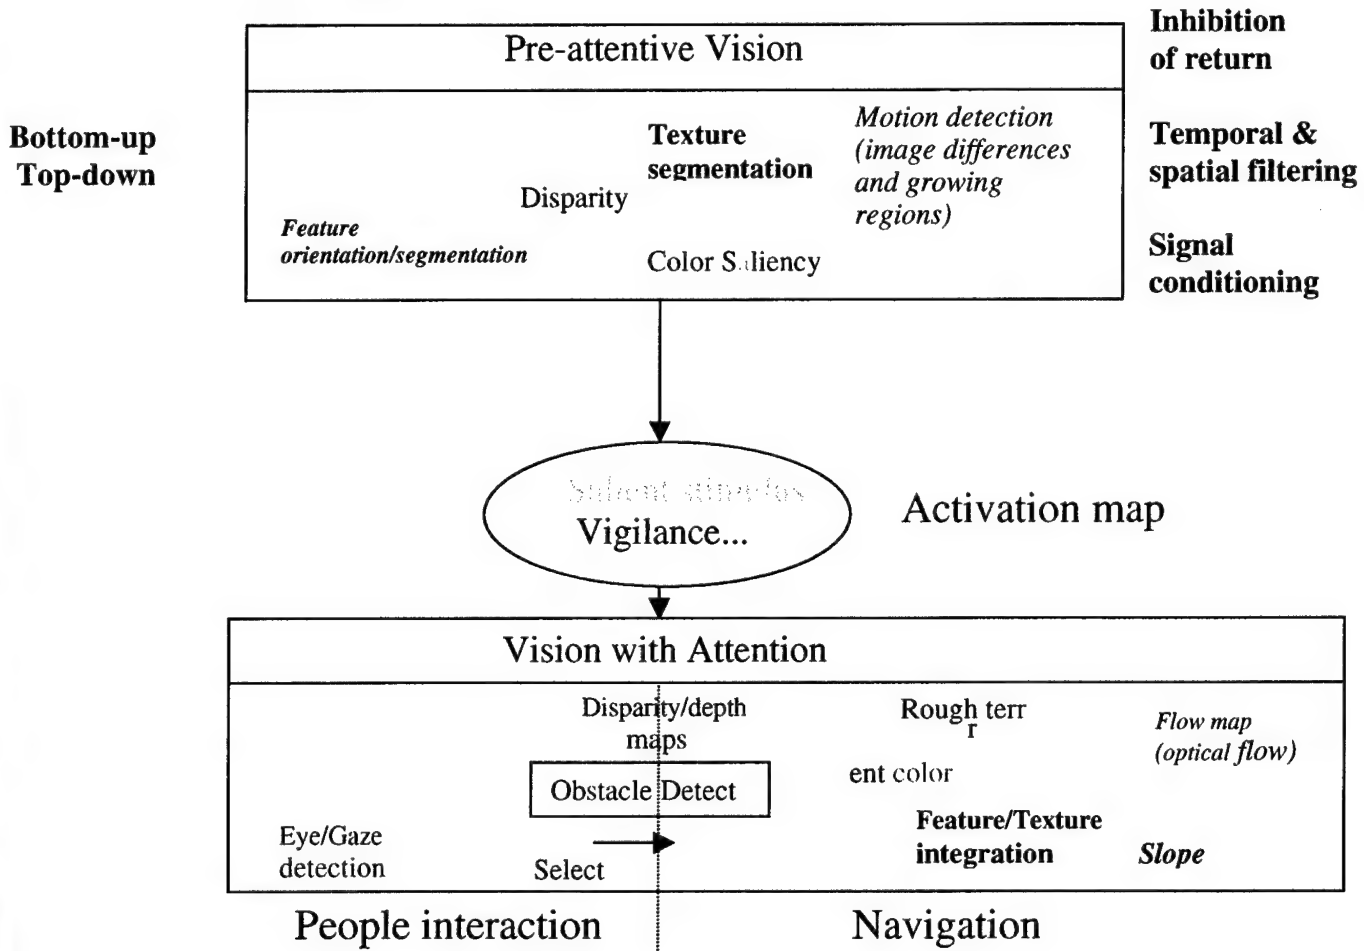 Pre-attentive Vision
Inhibition
of return
Bottom-up
Top-down
Texture
segmentation
Motion detection
(image differences
and growing
regions)
Temporal &
spatial filtering
Disparity
Feature
orientation/segmentation
Color Saliency
Signal
conditioning
Vigilance...
Activation map
Vision with Attention
Disparity/depth
maps
Rough terr
r
Flow map
(optical flow)
Obstacle Detect
ent color
Eye/Gaze
detection
Select
Feature/Texture
integration
Slope
People interaction
Navigation